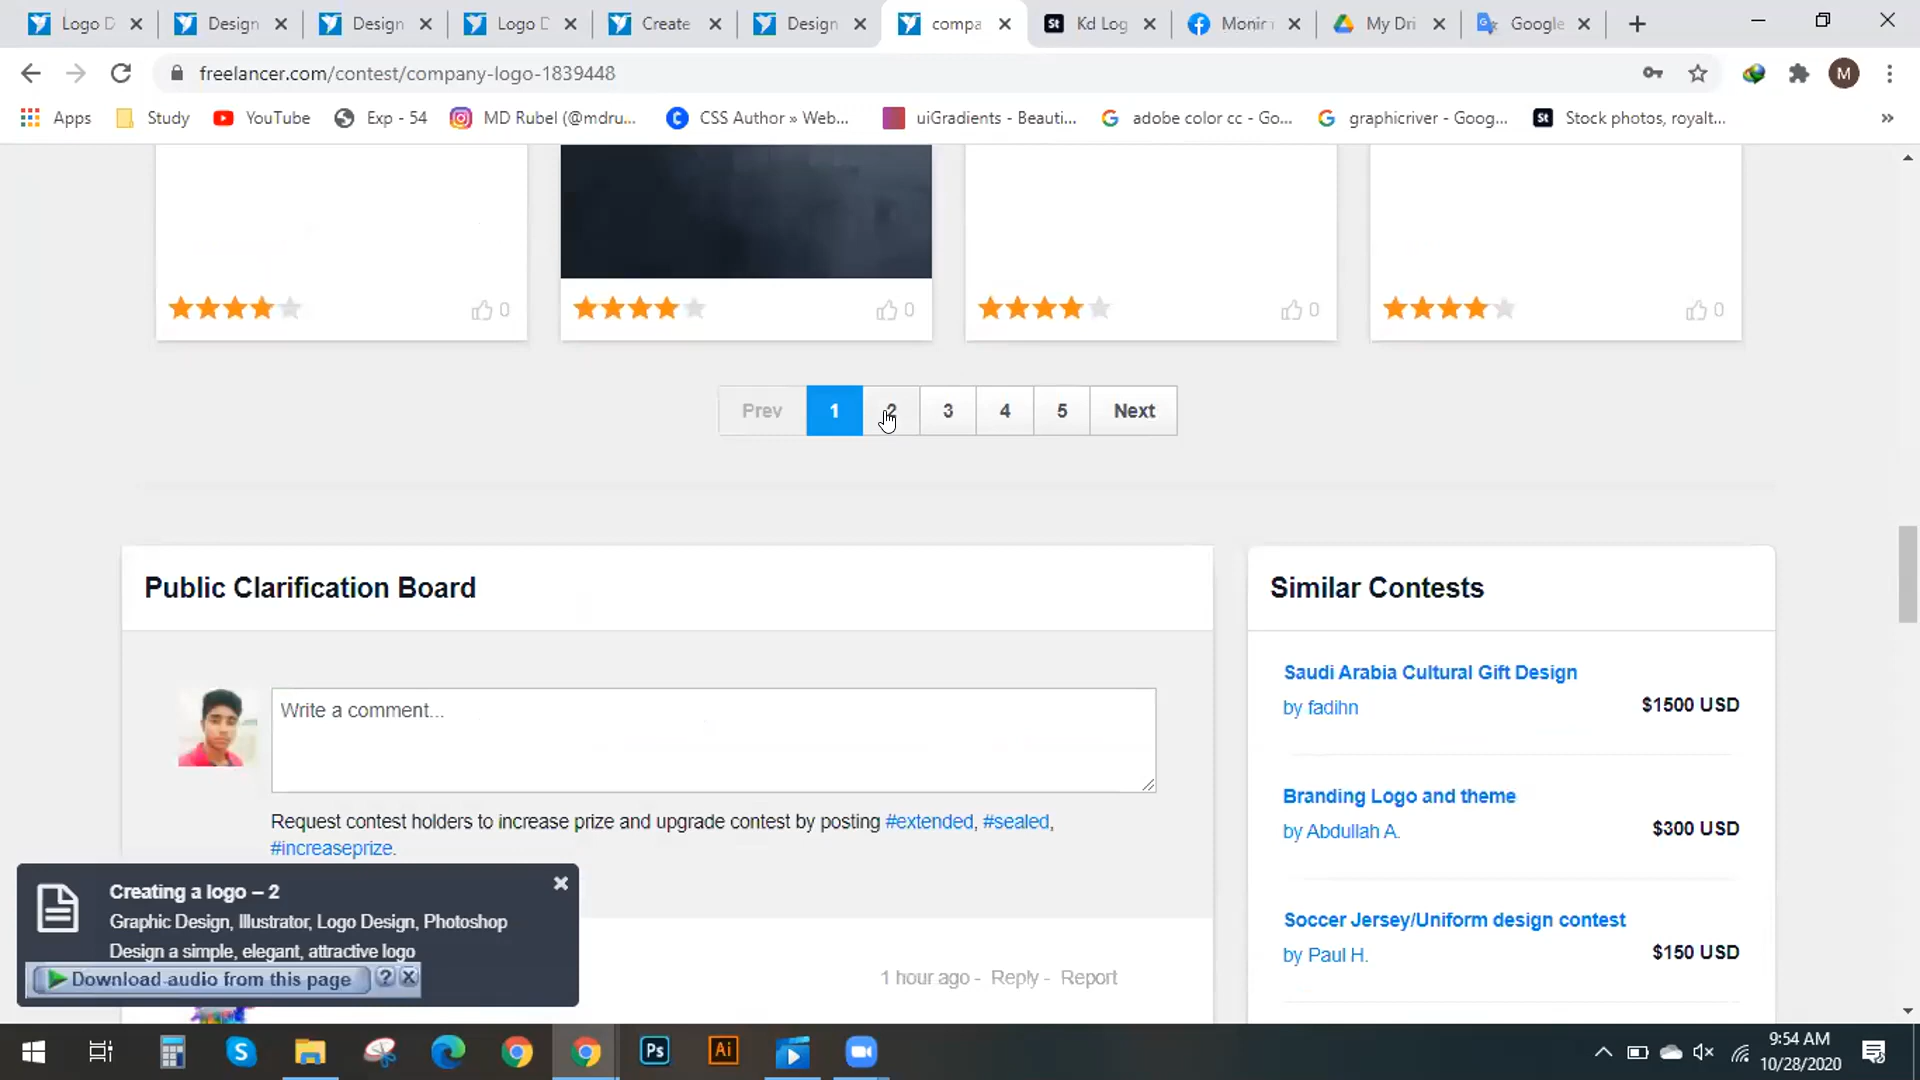 Logo D
Design
Design
Logo D
Create
Design
compa
Kd Log
Monir
My Dri
Google
freelancer.com/contest/company-logo-1839448
M
Apps
Study
YouTube
Exp - 54
MD Rubel (@mdru...
CSS Author » Web...
uiGradients - Beauti...
adobe color cc - Go...
graphicriver - Goog...
St
Stock photos, royalt...
»
0
0
0
0
Prev
1
2
3
4
5
Next
Public Clarification Board
Write a comment...
Request contest holders to increase prize and upgrade contest by posting #extended, #sealed,
#increaseprize.
1 hour ago - Reply - Report
Similar Contests
Saudi Arabia Cultural Gift Design
by fadihn
$1500 USD
Branding Logo and theme
by Abdullah A.
$300 USD
Soccer Jersey/Uniform design contest
by Paul H.
$150 USD
Creating a logo – 2
Graphic Design, Illustrator, Logo Design, Photoshop
Design a simple, elegant, attractive logo
Download audio from this page
?
Ps
Ai
9:54 AM
10/28/2020